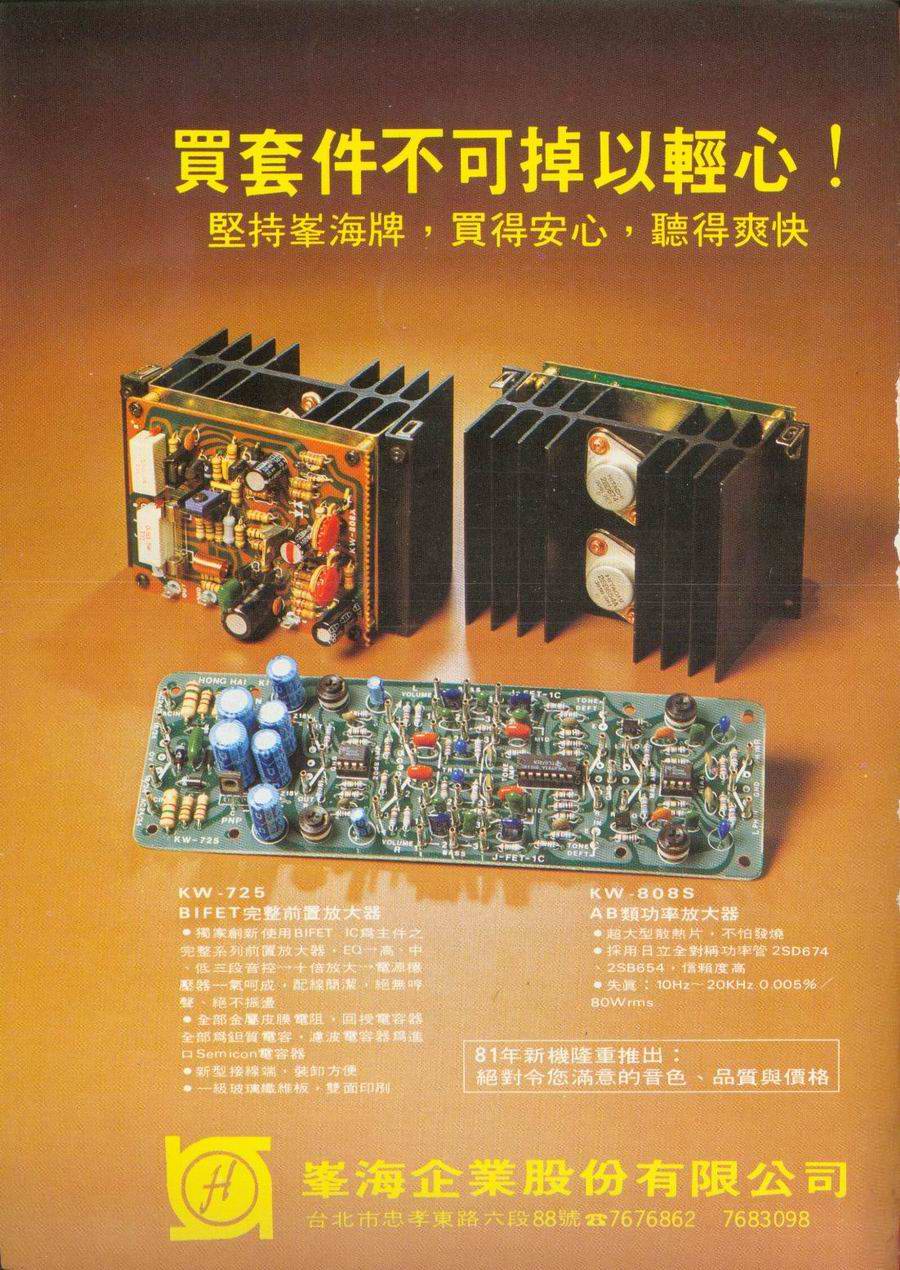 買套件不可掉以輕心！
堅持峯海牌，買得安心，聽得爽快
KW-808A
HONG HAI KI
VOLUME
L
J-FET-1C
TONE
DEFT
OUT
PNP
KW-725
VOLUME
R
BASS
J-FET-1C
TONE
DEFT
KW-725
BIFET完整前置放大器
●獨家創新使用BIFET IC爲主件之
完整系列前置放大器，EQ→高、中
、低三段音控→十倍放大→電源穩
壓器一氣呵成，配線簡潔，絕無哼
聲、絕不振盪
●全部金屬皮膜電阻，回授電容器
全部爲鉭質電容，濾波電容器爲進
口Semicon電容器
●新型接線端，裝卸方便
●一級玻璃纖維板，雙面印刷
KW-808S
AB類功率放大器
●超大型散熱片，不怕發燒
●採用日立全對稱功率管2SD674
、2SB654，信賴度高
●失眞：10Hz～20KHz 0.005%／
80Wrms
81年新機隆重推出：
絕對令您滿意的音色、品質與價格
H
峯海企業股份有限公司
台北市忠孝東路六段88號☎7676862 7683098